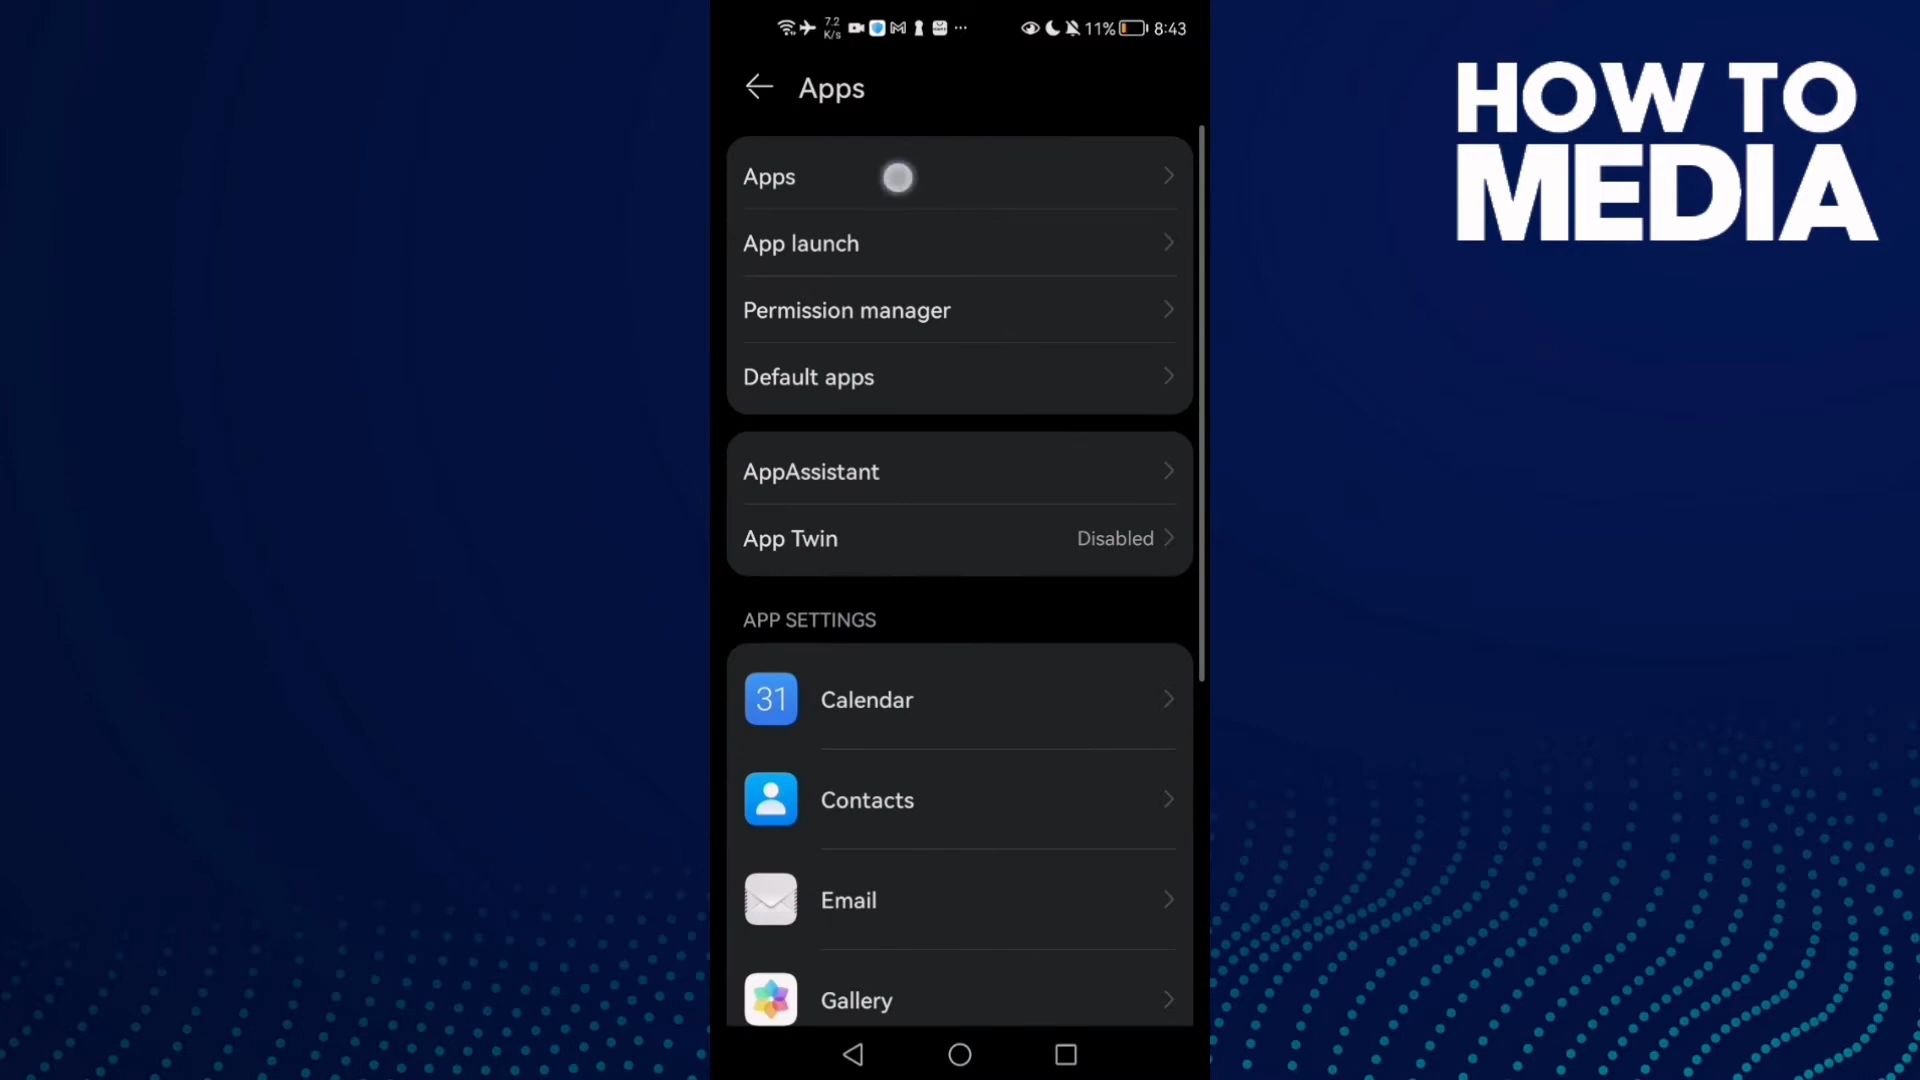 7.2
K/s
11%
8:43
HOW TO
MEDIA
Apps
Apps
App launch
Permission manager
Default apps
AppAssistant
App Twin Disabled
APP SETTINGS
31 Calendar
Contacts
Email
Gallery